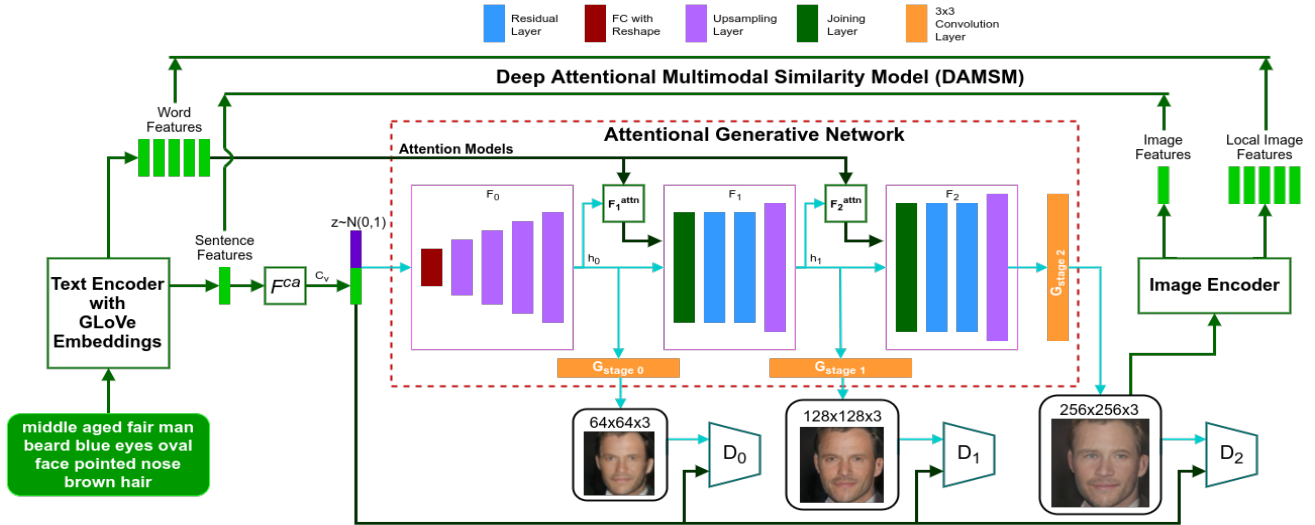 Residual
Layer
FC with
Reshape
Upsampling
Layer
Joining
Layer
3x3
Convolution
Layer
Deep Attentional Multimodal Similarity Model (DAMSM)
Word
Features
Attentional Generative Network
Image
Features
Local Image
Features
Attention Models
F₀
F₁ᵃᵗᵗⁿ
F₁
F₂ᵃᵗᵗⁿ
F₂
z~N(0,1)
Sentence
Features
Text Encoder
with
GLoVe
Embeddings
Fᶜᵃ
Cᵥ
h₀
h₁
G stage 2
Image Encoder
G stage 0
G stage 1
middle aged fair man
beard blue eyes oval
face pointed nose
brown hair
64x64x3
D₀
128x128x3
D₁
256x256x3
D₂